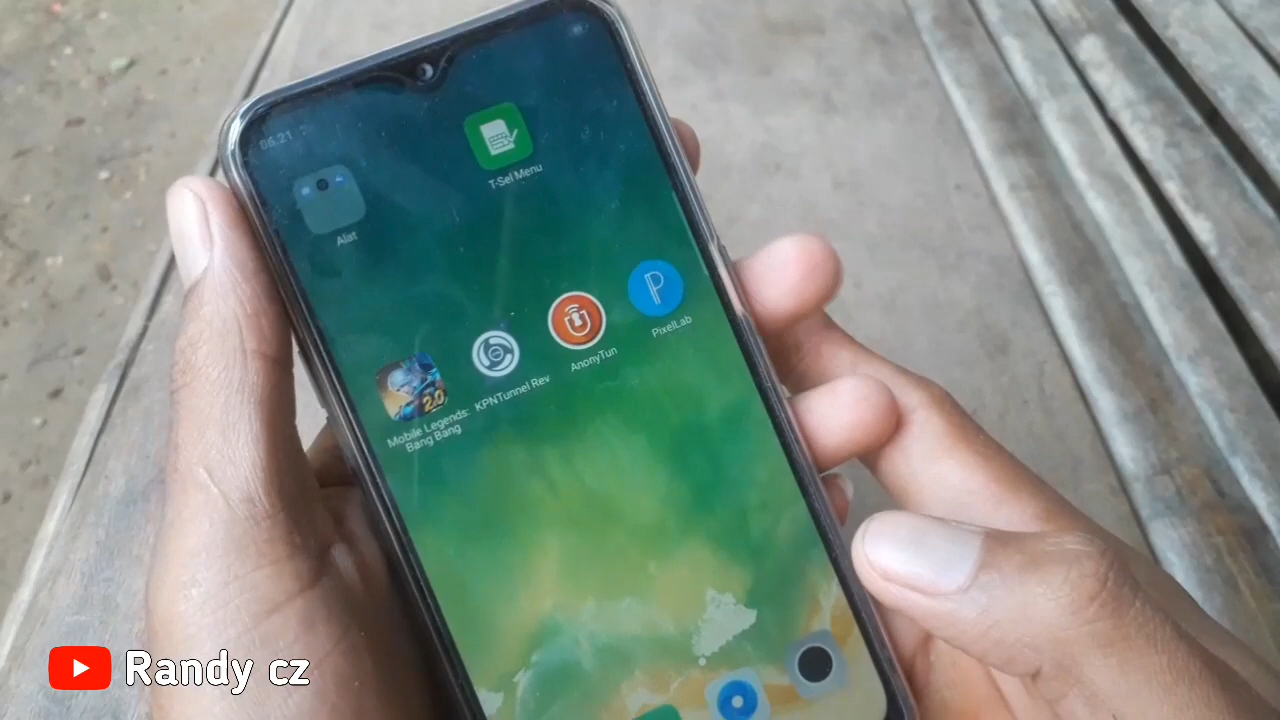 06.21
T-Sel Menu
Alat
PixelLab
AnonyTun
KPNTunnel Rev
2.0
Mobile Legends:
Bang Bang
Randy cz